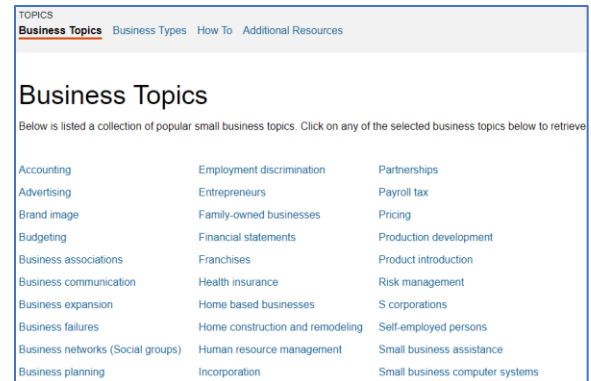 TOPICS
Business Topics Business Types How To Additional Resources
Business Topics
Below is listed a collection of popular small business topics. Click on any of the selected business topics below to retrieve
Accounting
Advertising
Brand image
Budgeting
Business associations
Business communication
Business expansion
Business failures
Business networks (Social groups)
Business planning
Employment discrimination
Entrepreneurs
Family-owned businesses
Financial statements
Franchises
Health insurance
Home based businesses
Home construction and remodeling
Human resource management
Incorporation
Partnerships
Payroll tax
Pricing
Production development
Product introduction
Risk management
S corporations
Self-employed persons
Small business assistance
Small business computer systems